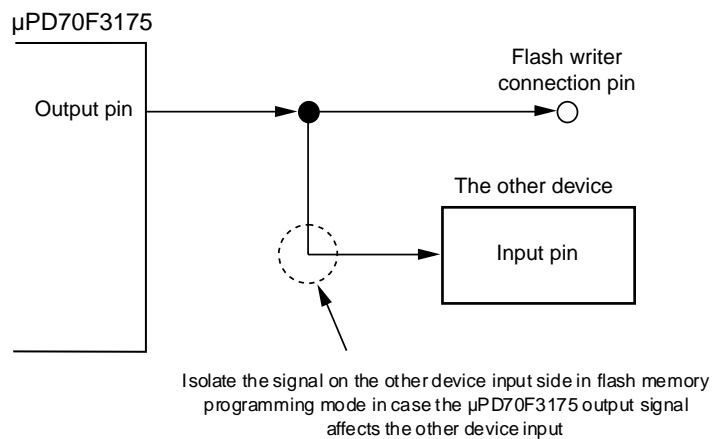 µPD70F3175
Flash writer
connection pin
Output pin
The other device
Input pin
Isolate the signal on the other device input side in flash memory
programming mode in case the µPD70F3175 output signal
affects the other device input